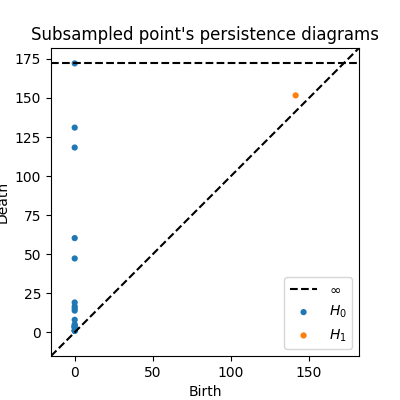 Subsampled point's persistence diagrams
175
150
125
100
75
50
25
0
Death
0 50 100 150
Birth
∞
H₀
H₁